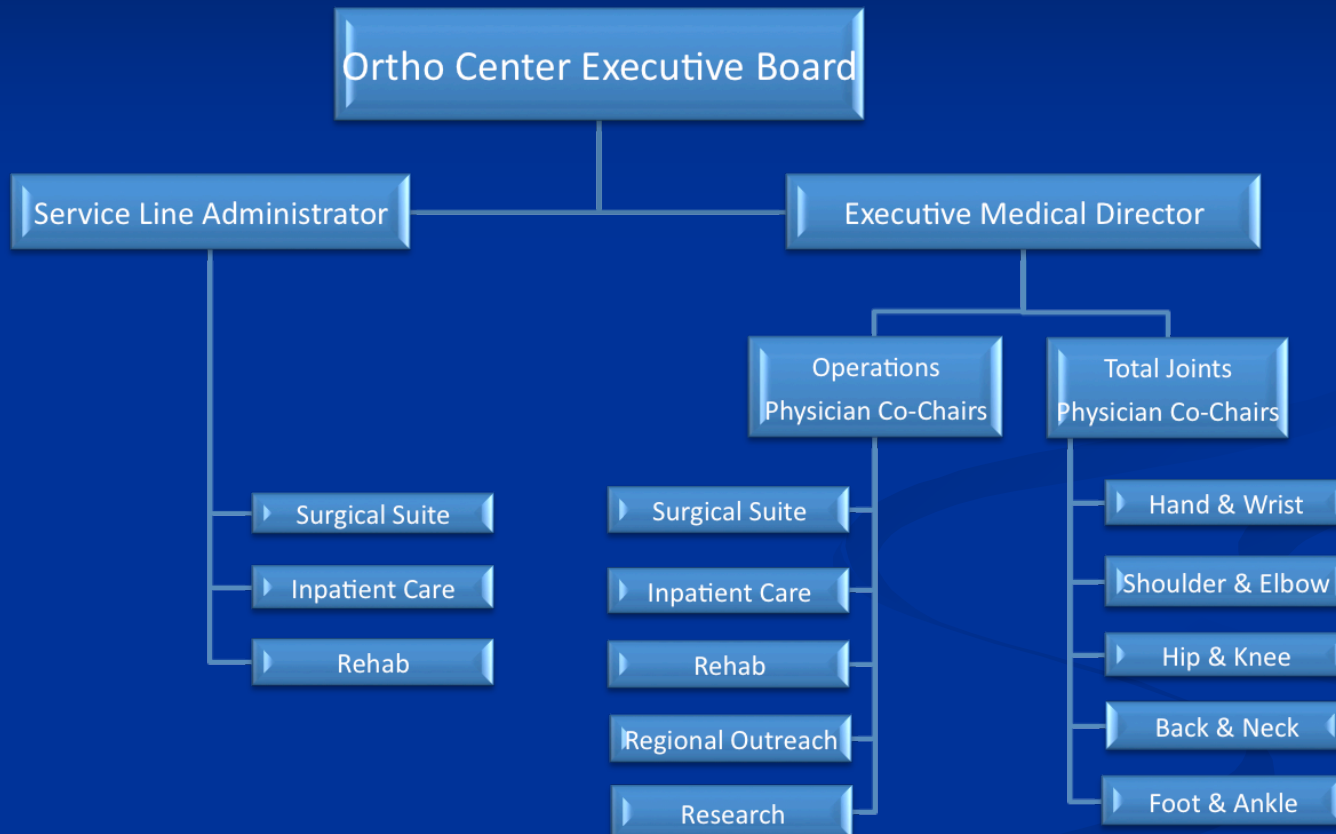 Ortho Center Executive Board
Service Line Administrator
Executive Medical Director
Operations
Physician Co-Chairs
Total Joints
Physician Co-Chairs
Surgical Suite
Inpatient Care
Rehab
Surgical Suite
Inpatient Care
Rehab
Regional Outreach
Research
Hand & Wrist
Shoulder & Elbow
Hip & Knee
Back & Neck
Foot & Ankle